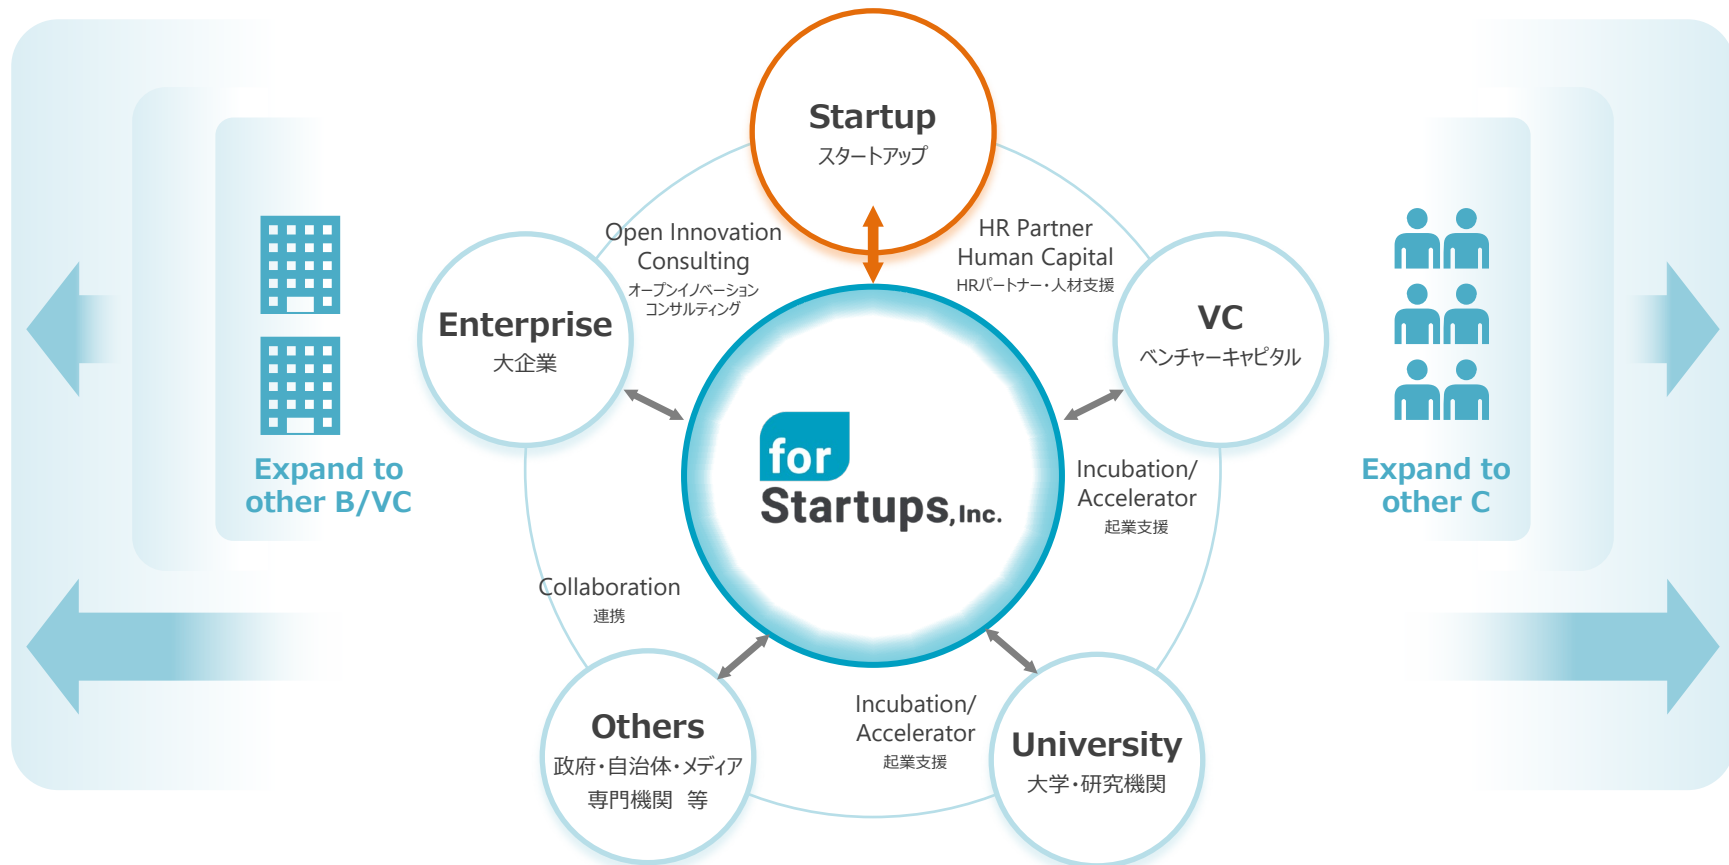 Startup
スタートアップ
Open Innovation
Consulting
オープンイノベーション
コンサルティング
HR Partner
Human Capital
HRパートナー・人材支援
Enterprise
大企業
VC
ベンチャーキャピタル
for
Startups, Inc.
Expand to
other B/VC
Incubation/
Accelerator
起業支援
Expand to
other C
Collaboration
連携
Others
政府・自治体・メディア
専門機関　等
Incubation/
Accelerator
起業支援
University
大学・研究機関